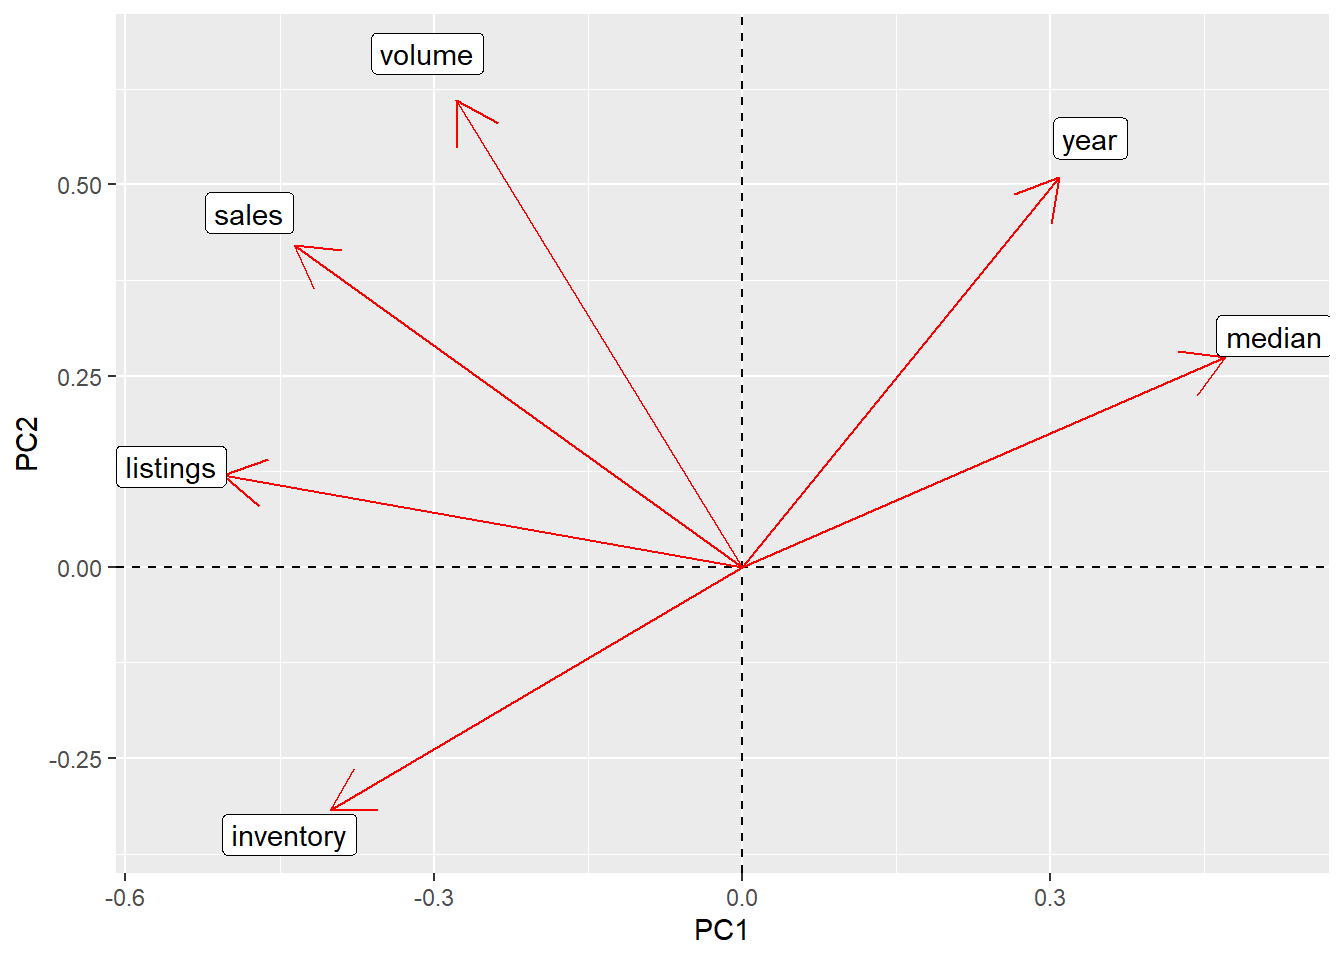 volume
year
sales
median
listings
inventory
0.50
0.25
0.00
-0.25
PC2
-0.6
-0.3
0.0
0.3
PC1